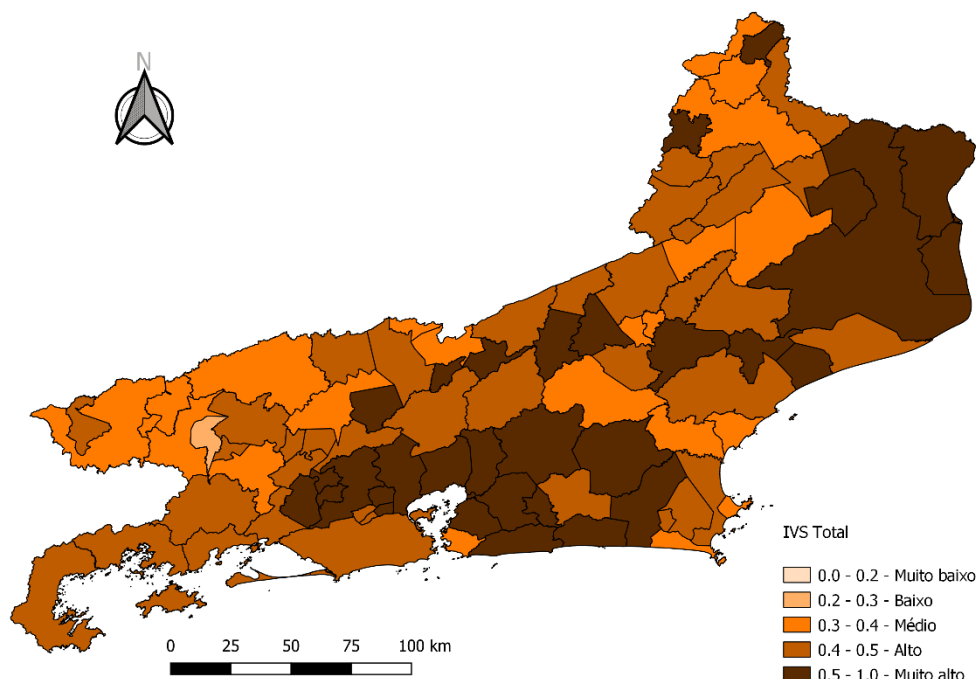 N
IVS Total
0.0 - 0.2 - Muito baixo
0.2 - 0.3 - Baixo
0.3 - 0.4 - Médio
0.4 - 0.5 - Alto
0.5 - 1.0 - Muito alto
0 25 50 75 100 km